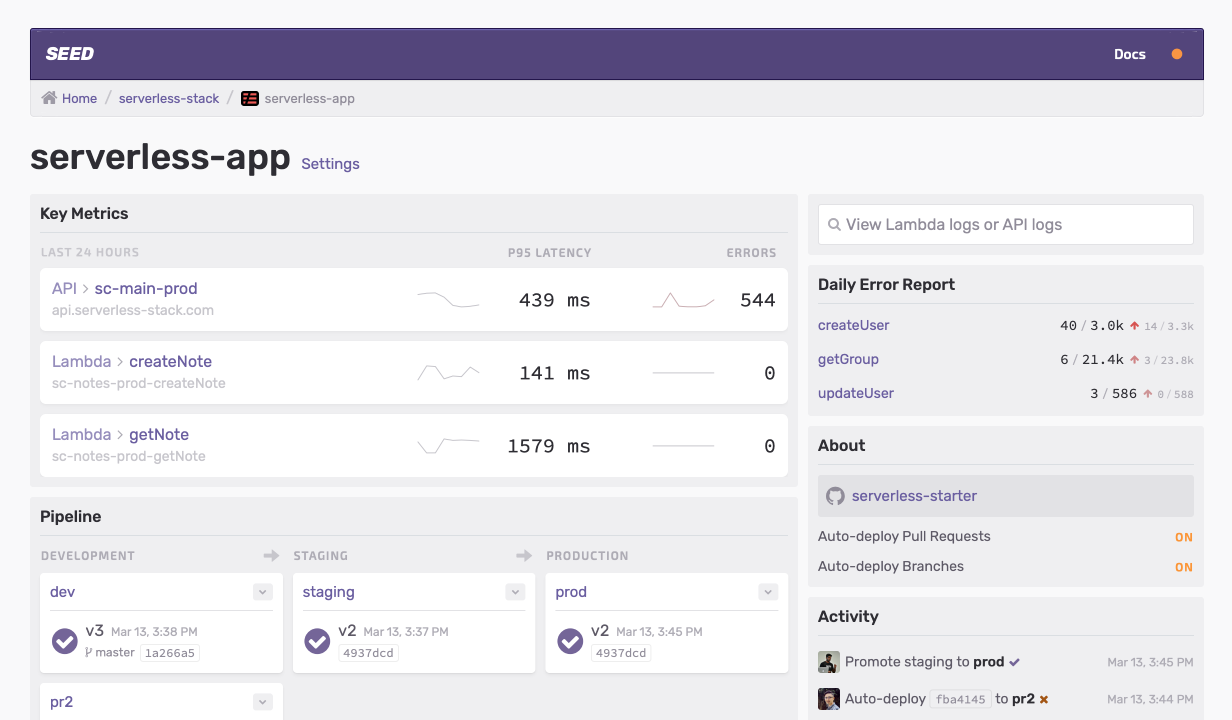 SEED
Docs
Home / serverless-stack / serverless-app
serverless-app Settings
Key Metrics
LAST 24 HOURS P95 LATENCY ERRORS
API > sc-main-prod
api.serverless-stack.com
439 ms 544
Lambda > createNote
sc-notes-prod-createNote
141 ms 0
Lambda > getNote
sc-notes-prod-getNote
1579 ms 0
Pipeline
DEVELOPMENT STAGING PRODUCTION
dev
v3 Mar 13, 3:38 PM
master 1a266a5
staging
v2 Mar 13, 3:37 PM
4937dcd
prod
v2 Mar 13, 3:45 PM
4937dcd
pr2
View Lambda logs or API logs
Daily Error Report
createUser 40 / 3.0k 14 / 3.3k
getGroup 6 / 21.4k 3 / 23.8k
updateUser 3 / 586 0 / 588
About
serverless-starter
Auto-deploy Pull Requests ON
Auto-deploy Branches ON
Activity
Promote staging to prod Mar 13, 3:45 PM
Auto-deploy fba4145 to pr2 Mar 13, 3:44 PM